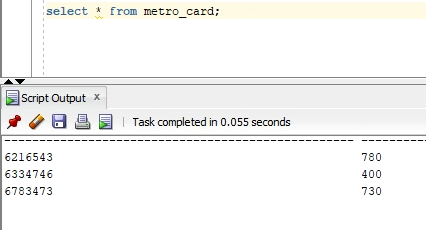 select * from metro_card;
Script Output x
Task completed in 0.055 seconds
6216543 780
6334746 400
6783473 730